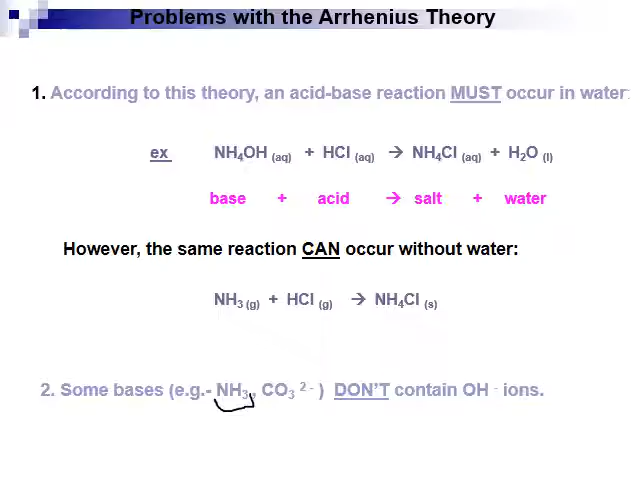 Problems with the Arrhenius Theory
1. According to this theory, an acid-base reaction MUST occur in water:
ex NH₄OH (aq) + HCl (aq) → NH₄Cl (aq) + H₂O (l)
base + acid → salt + water
However, the same reaction CAN occur without water:
NH₃ (g) + HCl (g) → NH₄Cl (s)
2. Some bases (e.g.- NH₃, CO₃ ²⁻ ) DON'T contain OH ⁻ ions.